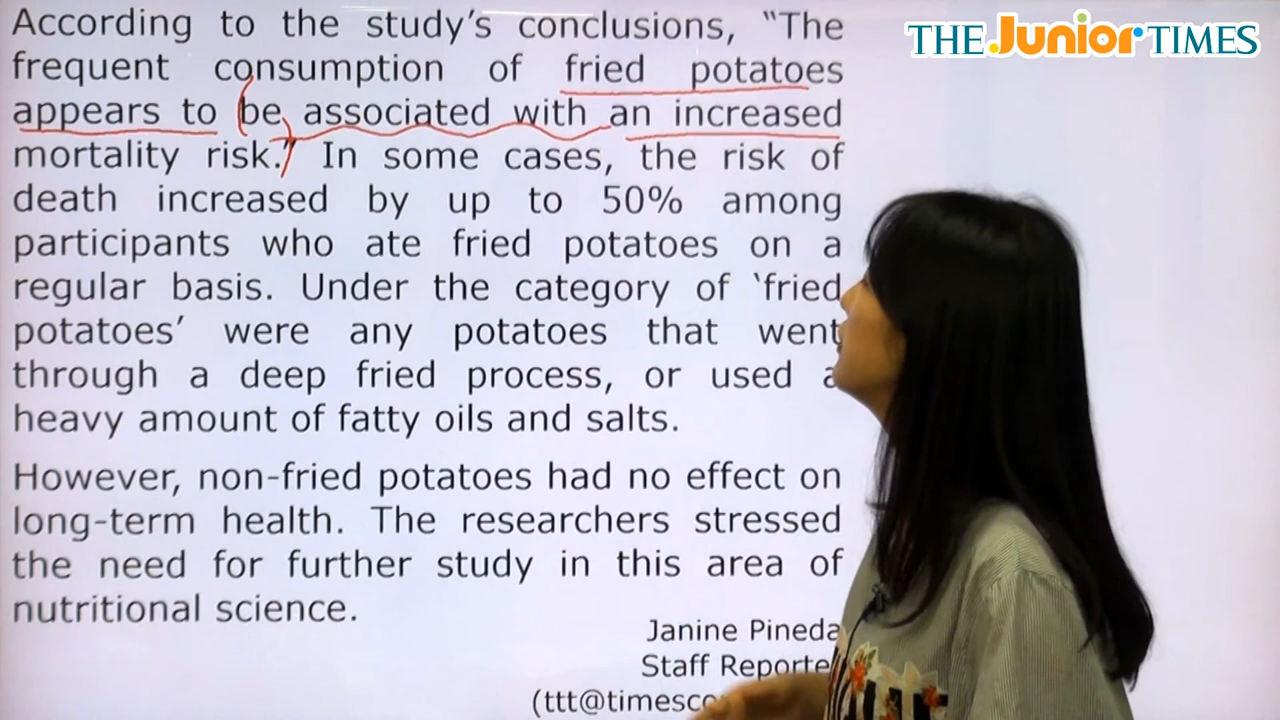 THE Junior TIMES
According to the study's conclusions, "The
frequent consumption of fried potatoes
appears to be associated with an increased
mortality risk." In some cases, the risk of
death increased by up to 50% among
participants who ate fried potatoes on a
regular basis. Under the category of 'fried
potatoes' were any potatoes that went
through a deep fried process, or used a
heavy amount of fatty oils and salts.
However, non-fried potatoes had no effect on
long-term health. The researchers stressed
the need for further study in this area of
nutritional science.
Janine Pineda
Staff Reporte
(ttt@timesco